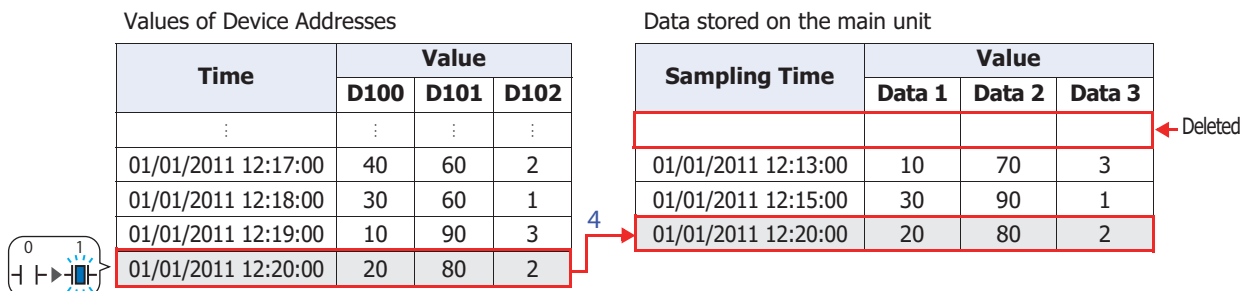 Values of Device Addresses
Data stored on the main unit
Time Value
D100 D101 D102
⋮ ⋮ ⋮ ⋮
01/01/2011 12:17:00 40 60 2
01/01/2011 12:18:00 30 60 1
01/01/2011 12:19:00 10 90 3
01/01/2011 12:20:00 20 80 2
0 1
4
Sampling Time Value
Data 1 Data 2 Data 3
Deleted
01/01/2011 12:13:00 10 70 3
01/01/2011 12:15:00 30 90 1
01/01/2011 12:20:00 20 80 2